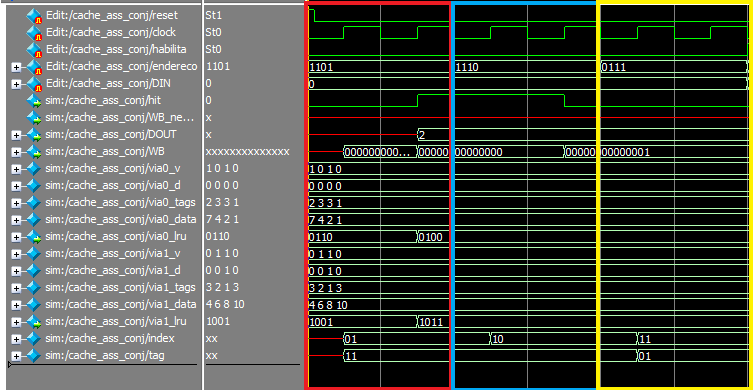 Edit:/cache_ass_conj/reset St1
Edit:/cache_ass_conj/clock St0
Edit:/cache_ass_conj/habilita St0
Edit:/cache_ass_conj/endereco 1101 1101 1110 0111
Edit:/cache_ass_conj/DIN 0 0
sim:/cache_ass_conj/hit 0
sim:/cache_ass_conj/WB_ne... x
sim:/cache_ass_conj/DOUT x 2
sim:/cache_ass_conj/WB xxxxxxxxxxxxxx 000000000... 00000 00000000 00000 00000001
sim:/cache_ass_conj/via0_v 1 0 1 0 1 0 1 0
sim:/cache_ass_conj/via0_d 0 0 0 0 0 0 0 0
sim:/cache_ass_conj/via0_tags 2 3 3 1 2 3 3 1
sim:/cache_ass_conj/via0_data 7 4 2 1 7 4 2 1
sim:/cache_ass_conj/via0_lru 0110 0110 0100
sim:/cache_ass_conj/via1_v 0 1 1 0 0 1 1 0
sim:/cache_ass_conj/via1_d 0 0 1 0 0 0 1 0
sim:/cache_ass_conj/via1_tags 3 2 1 3 3 2 1 3
sim:/cache_ass_conj/via1_data 4 6 8 10 4 6 8 10
sim:/cache_ass_conj/via1_lru 1001 1001 1011
sim:/cache_ass_conj/index xx 01 10 11
sim:/cache_ass_conj/tag xx 11 01